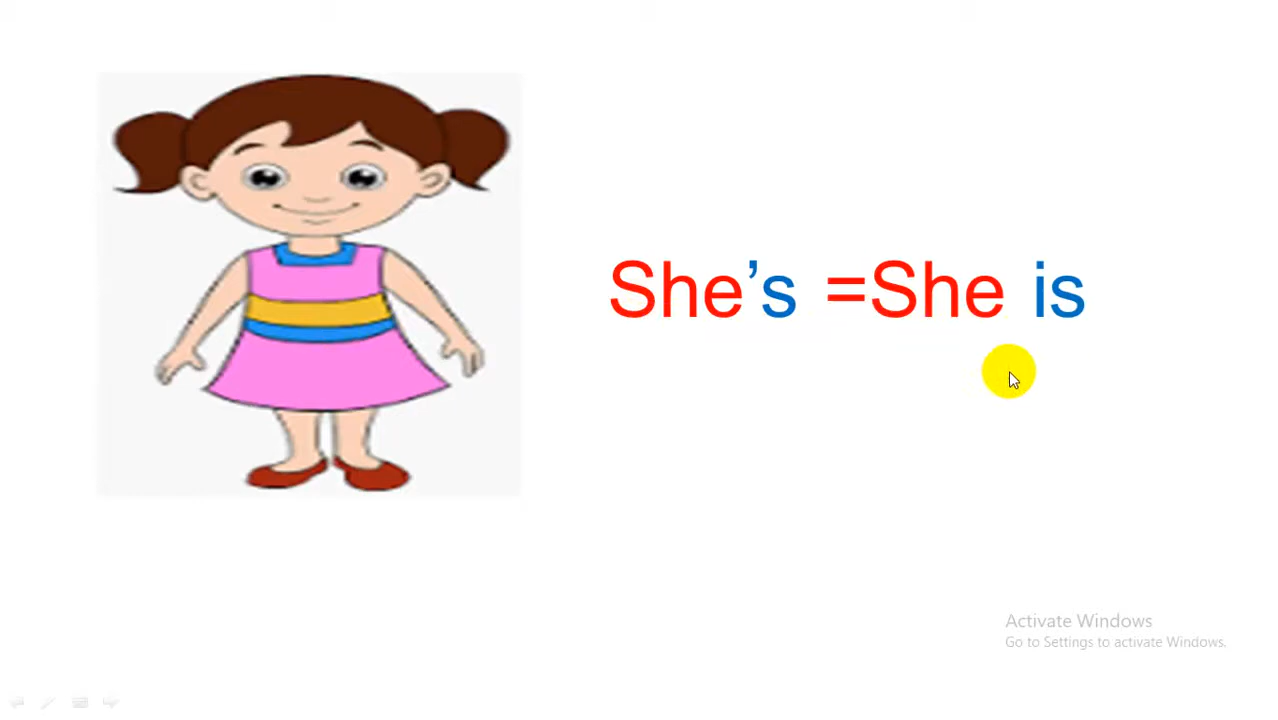 She’s =She is
Activate Windows
Go to Settings to activate Windows.